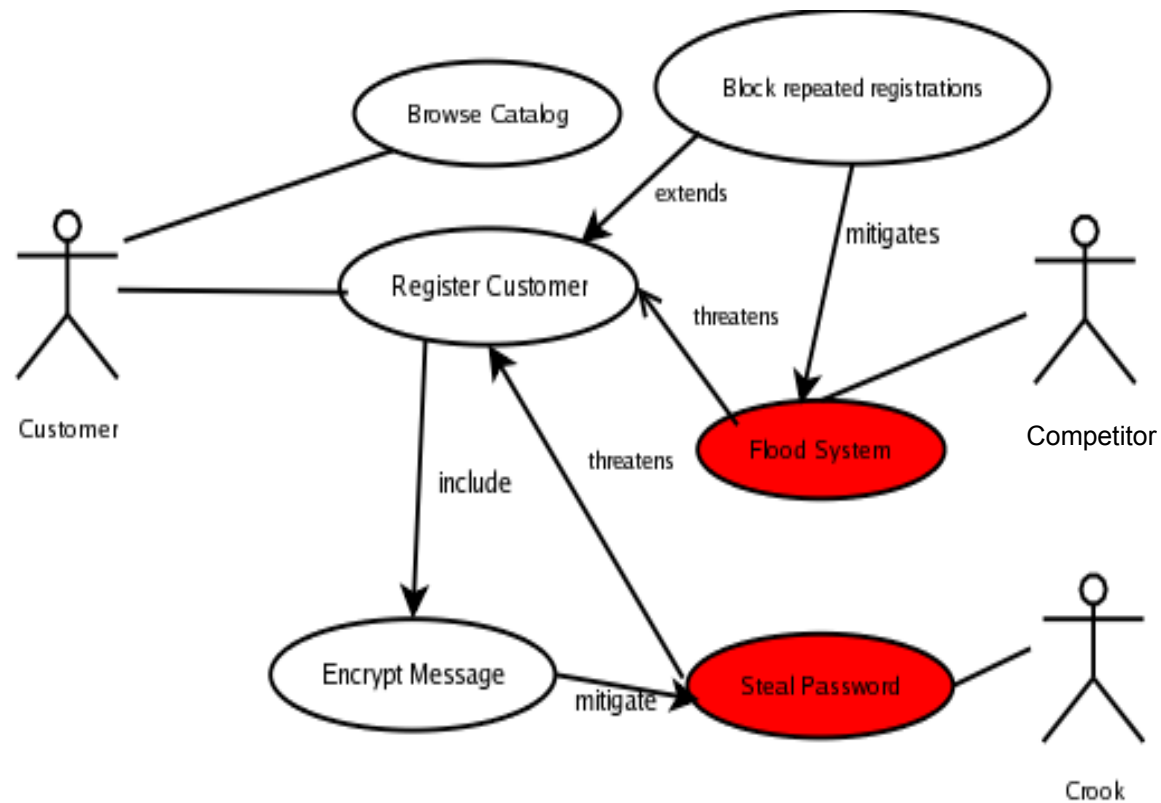 Block repeated registrations
Browse Catalog
extends
mitigates
Register Customer
threatens
Customer
Competitor
Flood System
threatens
include
Encrypt Message
mitigate
Steal Password
Crook